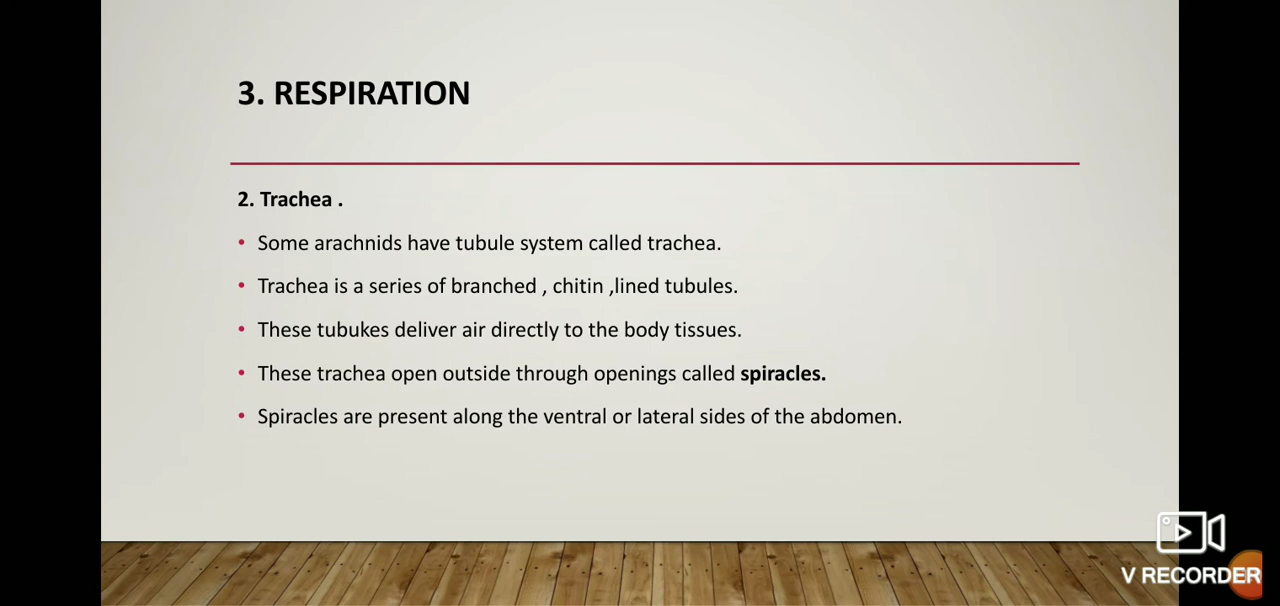 3. RESPIRATION
2. Trachea .
• Some arachnids have tubule system called trachea.
• Trachea is a series of branched , chitin ,lined tubules.
• These tubukes deliver air directly to the body tissues.
• These trachea open outside through openings called spiracles.
• Spiracles are present along the ventral or lateral sides of the abdomen.
V RECORDER